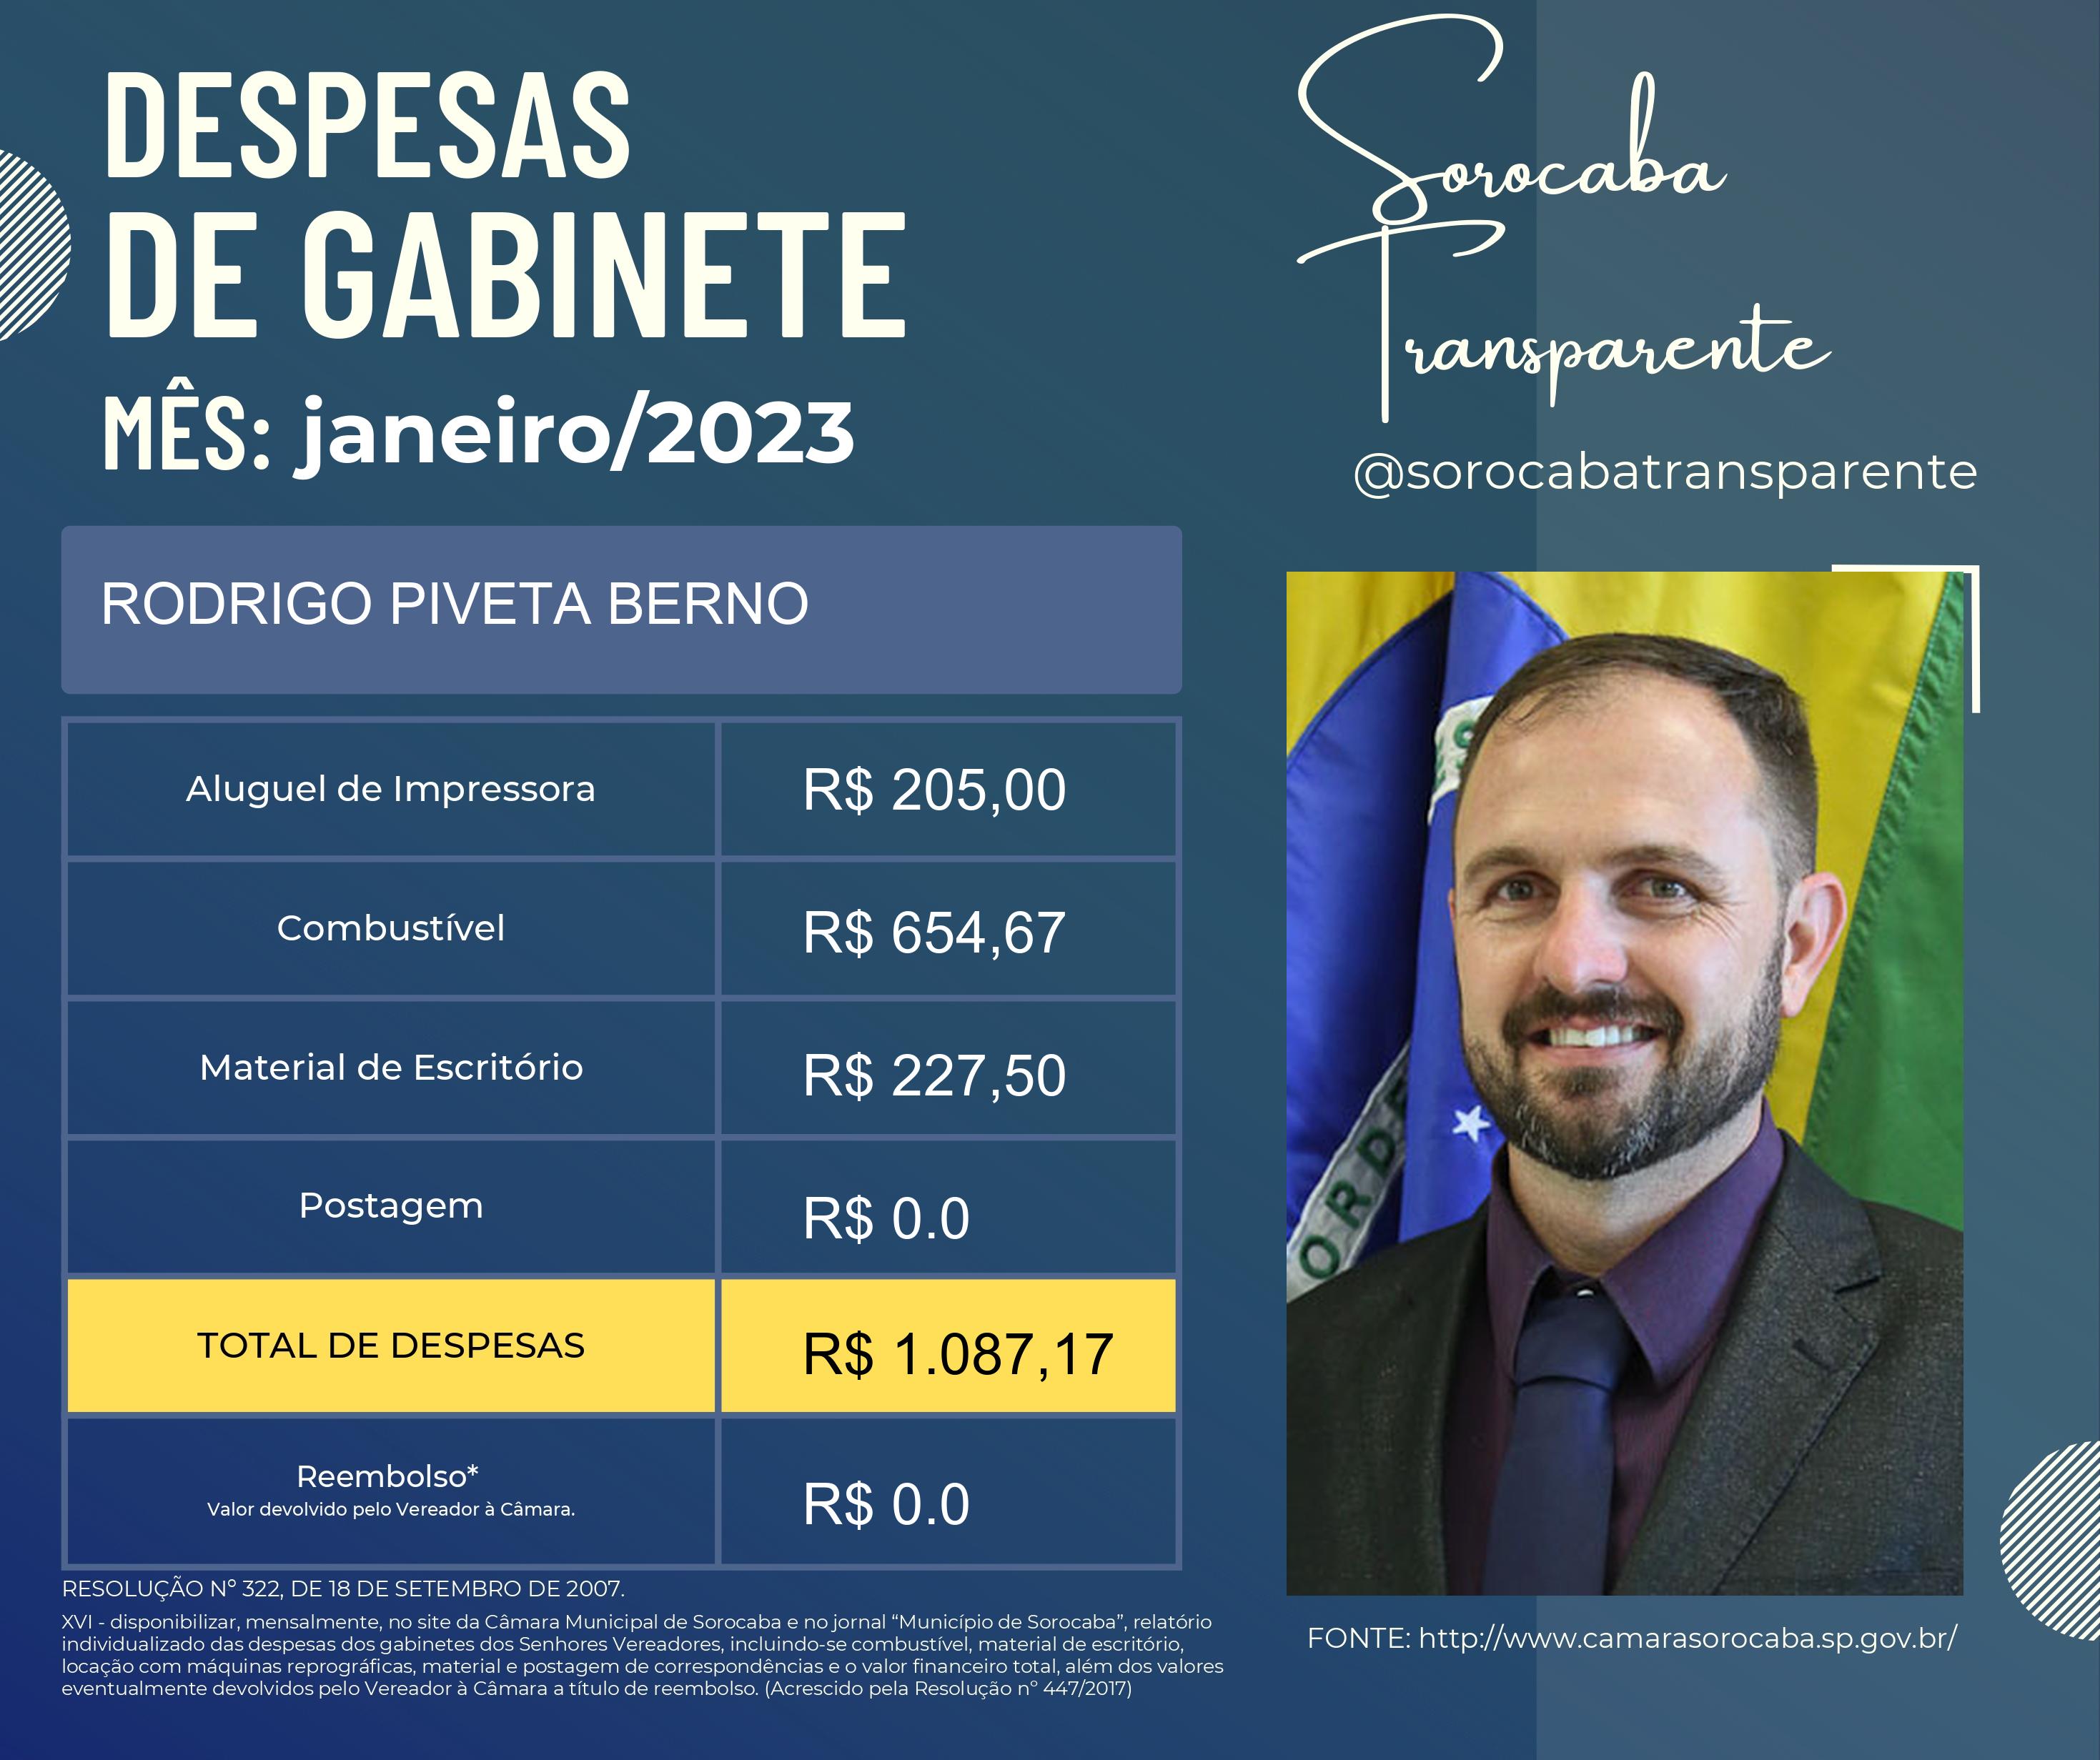 DESPESAS
DE GABINETE
MÊS: janeiro/2023
Sorocaba
Transparente
@sorocabatransparente
RODRIGO PIVETA BERNO
Aluguel de Impressora R$ 205,00
Combustível R$ 654,67
Material de Escritório R$ 227,50
Postagem R$ 0.0
TOTAL DE DESPESAS R$ 1.087,17
Reembolso*
Valor devolvido pelo Vereador à Câmara. R$ 0.0
RESOLUÇÃO Nº 322, DE 18 DE SETEMBRO DE 2007.
XVI - disponibilizar, mensalmente, no site da Câmara Municipal de Sorocaba e no jornal “Município de Sorocaba”, relatório
individualizado das despesas dos gabinetes dos Senhores Vereadores, incluindo-se combustível, material de escritório,
locação com máquinas reprográficas, material e postagem de correspondências e o valor financeiro total, além dos valores
eventualmente devolvidos pelo Vereador à Câmara a título de reembolso. (Acrescido pela Resolução nº 447/2017)
ORDE
FONTE: http://www.camarasorocaba.sp.gov.br/